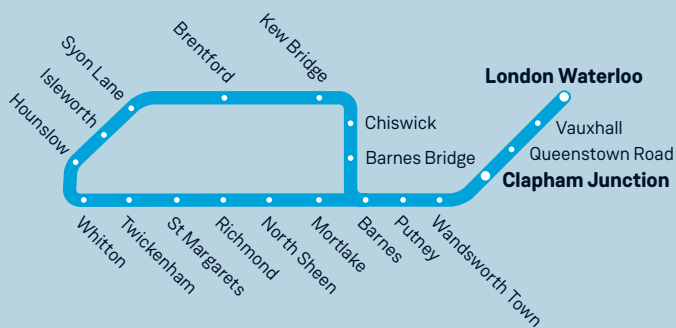 Syon Lane
Isleworth
Hounslow
Brentford
Kew Bridge
London Waterloo
Chiswick
Vauxhall
Barnes Bridge
Queenstown Road
Clapham Junction
Whitton
Twickenham
St Margarets
Richmond
North Sheen
Mortlake
Barnes
Putney
Wandsworth Town